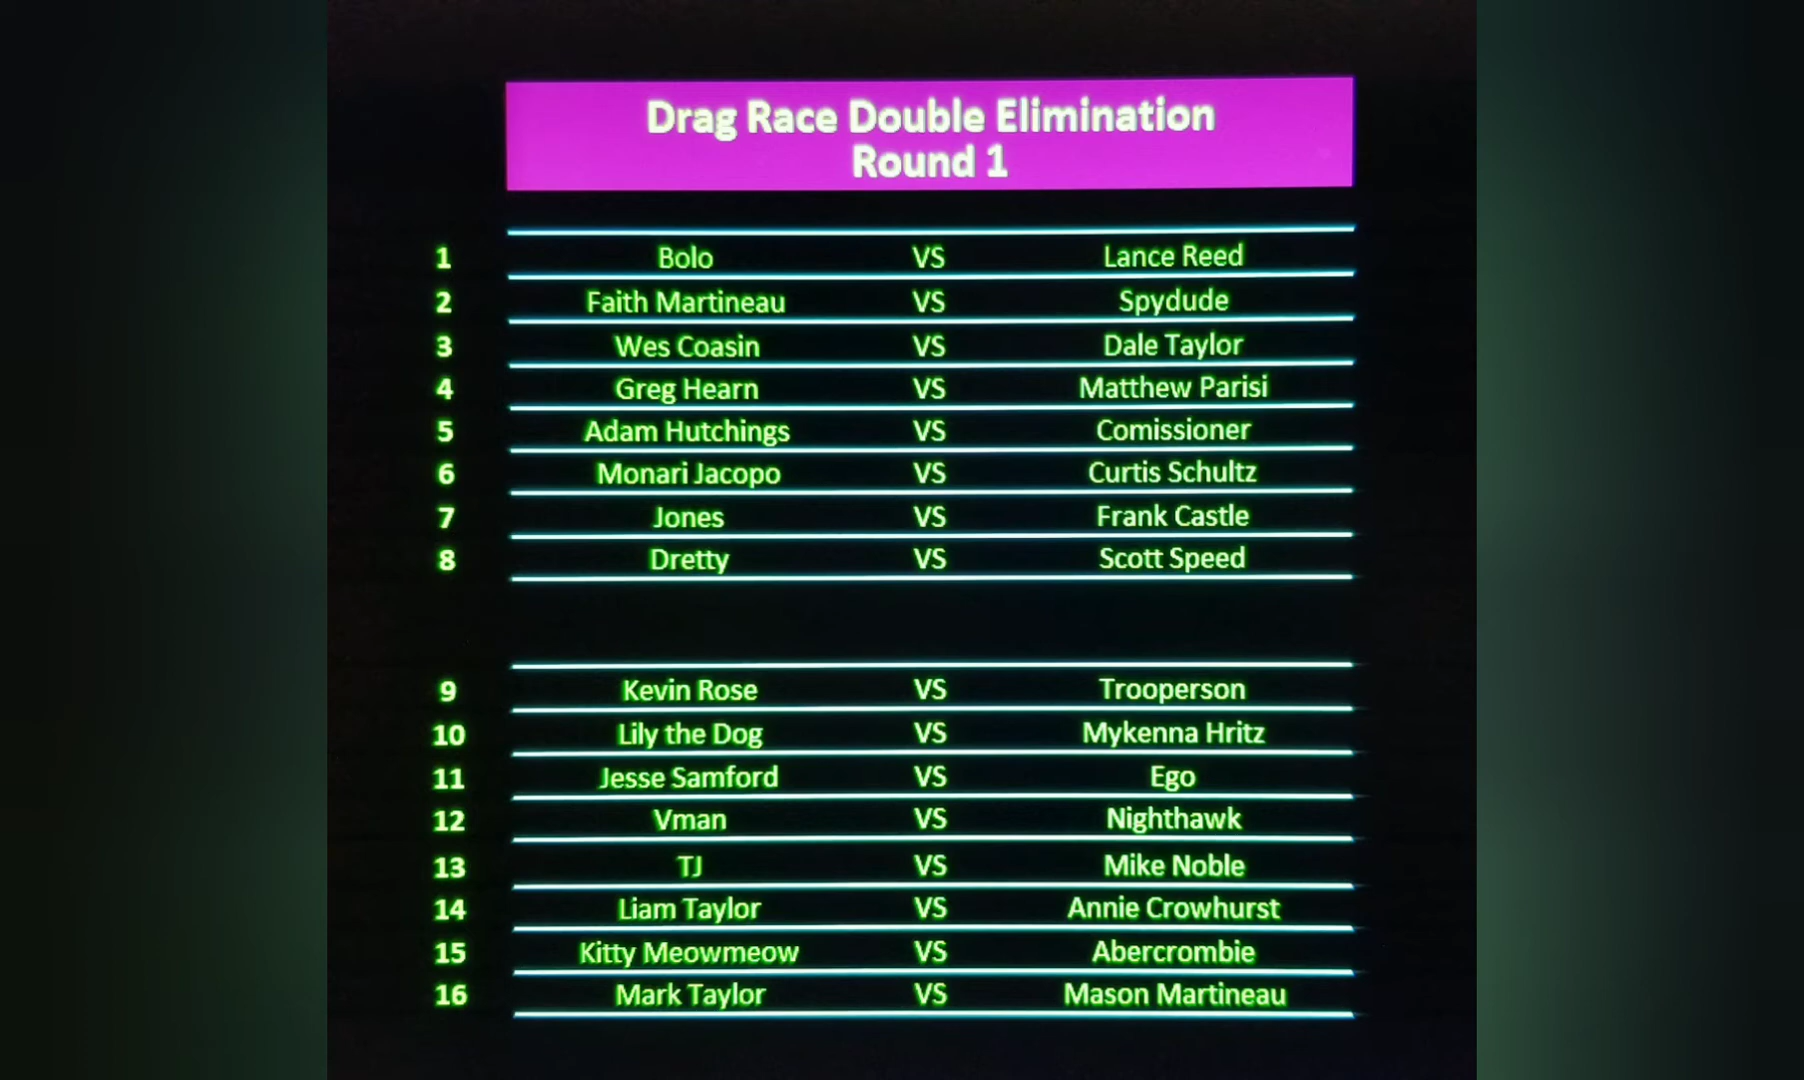 Drag Race Double Elimination
Round 1
1 Bolo VS Lance Reed
2 Faith Martineau VS Spydude
3 Wes Coasin VS Dale Taylor
4 Greg Hearn VS Matthew Parisi
5 Adam Hutchings VS Comissioner
6 Monari Jacopo VS Curtis Schultz
7 Jones VS Frank Castle
8 Dretty VS Scott Speed
9 Kevin Rose VS Trooperson
10 Lily the Dog VS Mykenna Hritz
11 Jesse Samford VS Ego
12 Vman VS Nighthawk
13 TJ VS Mike Noble
14 Liam Taylor VS Annie Crowhurst
15 Kitty Meowmeow VS Abercrombie
16 Mark Taylor VS Mason Martineau